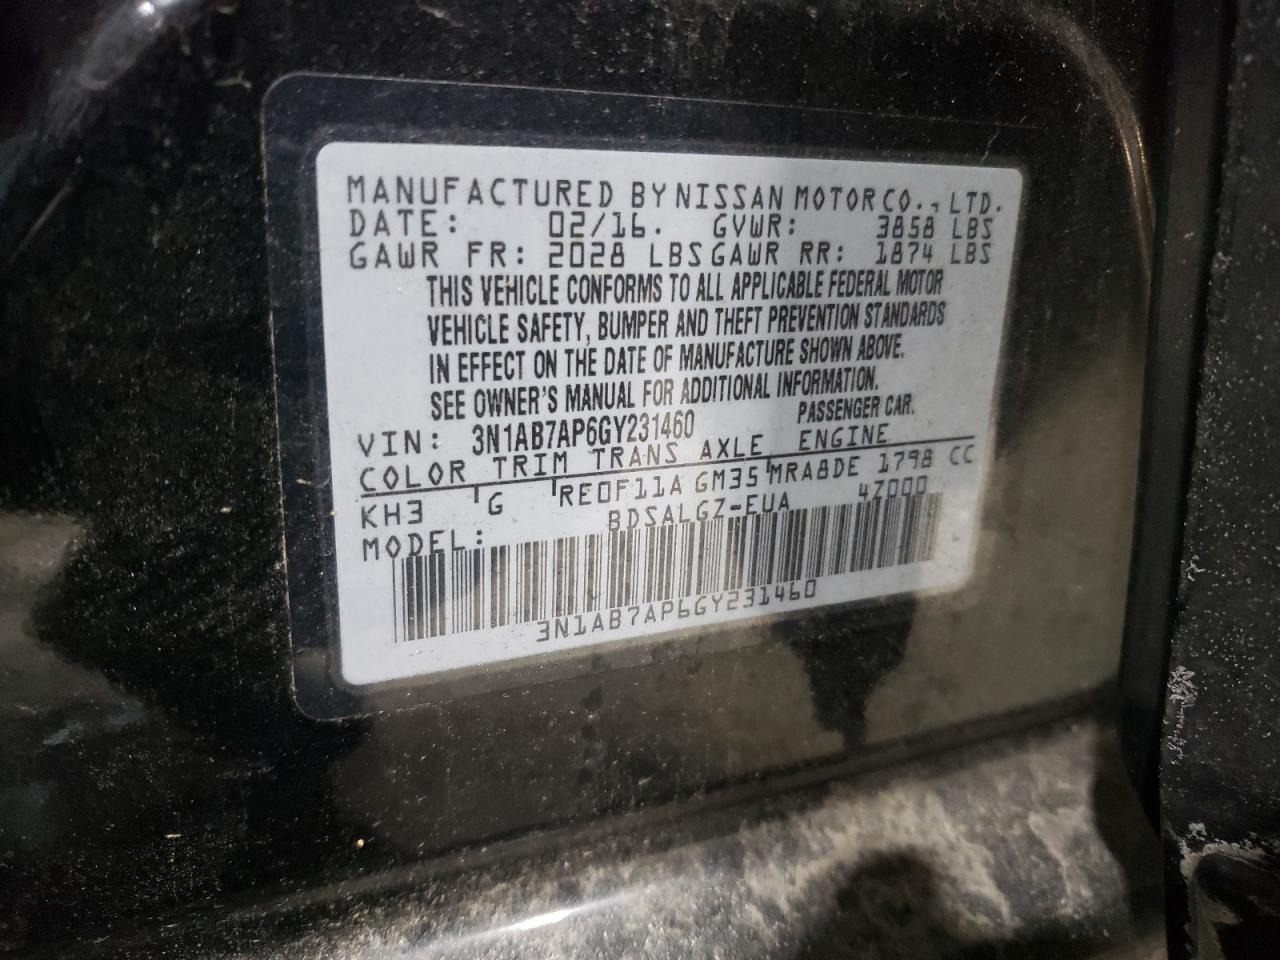 MANUFACTURED BY NISSAN MOTOR CO., LTD.
DATE: 02/16. GVWR: 3858 LBS
GAWR FR: 2028 LBS GAWR RR: 1874 LBS
THIS VEHICLE CONFORMS TO ALL APPLICABLE FEDERAL MOTOR
VEHICLE SAFETY, BUMPER AND THEFT PREVENTION STANDARDS
IN EFFECT ON THE DATE OF MANUFACTURE SHOWN ABOVE.
SEE OWNER'S MANUAL FOR ADDITIONAL INFORMATION.
VIN: 3N1AB7AP6GY231460 PASSENGER CAR.
COLOR TRIM TRANS AXLE ENGINE
KH3 G RE0F11A GM35 MRA8DE 1798 CC
MODEL: BDSALGZ-EUA 47000
3N1AB7AP6GY231460